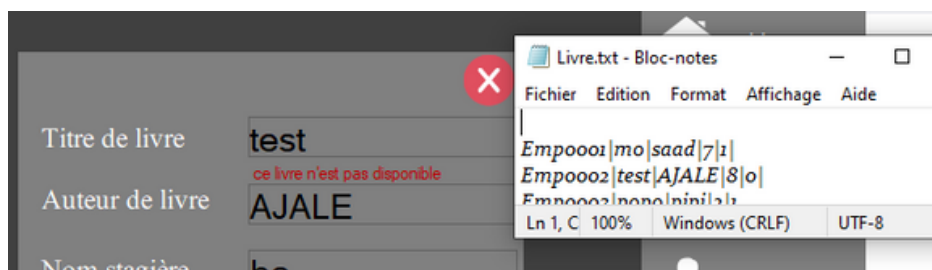 Livre.txt - Bloc-notes
Fichier Edition Format Affichage Aide
Titre de livre test
ce livre n'est pas disponible
Auteur de livre AJALE
Nom stagière
Emp0001|mo|saad|7|1|
Emp0002|test|AJALE|8|0|
Ln 1, C 100% Windows (CRLF) UTF-8